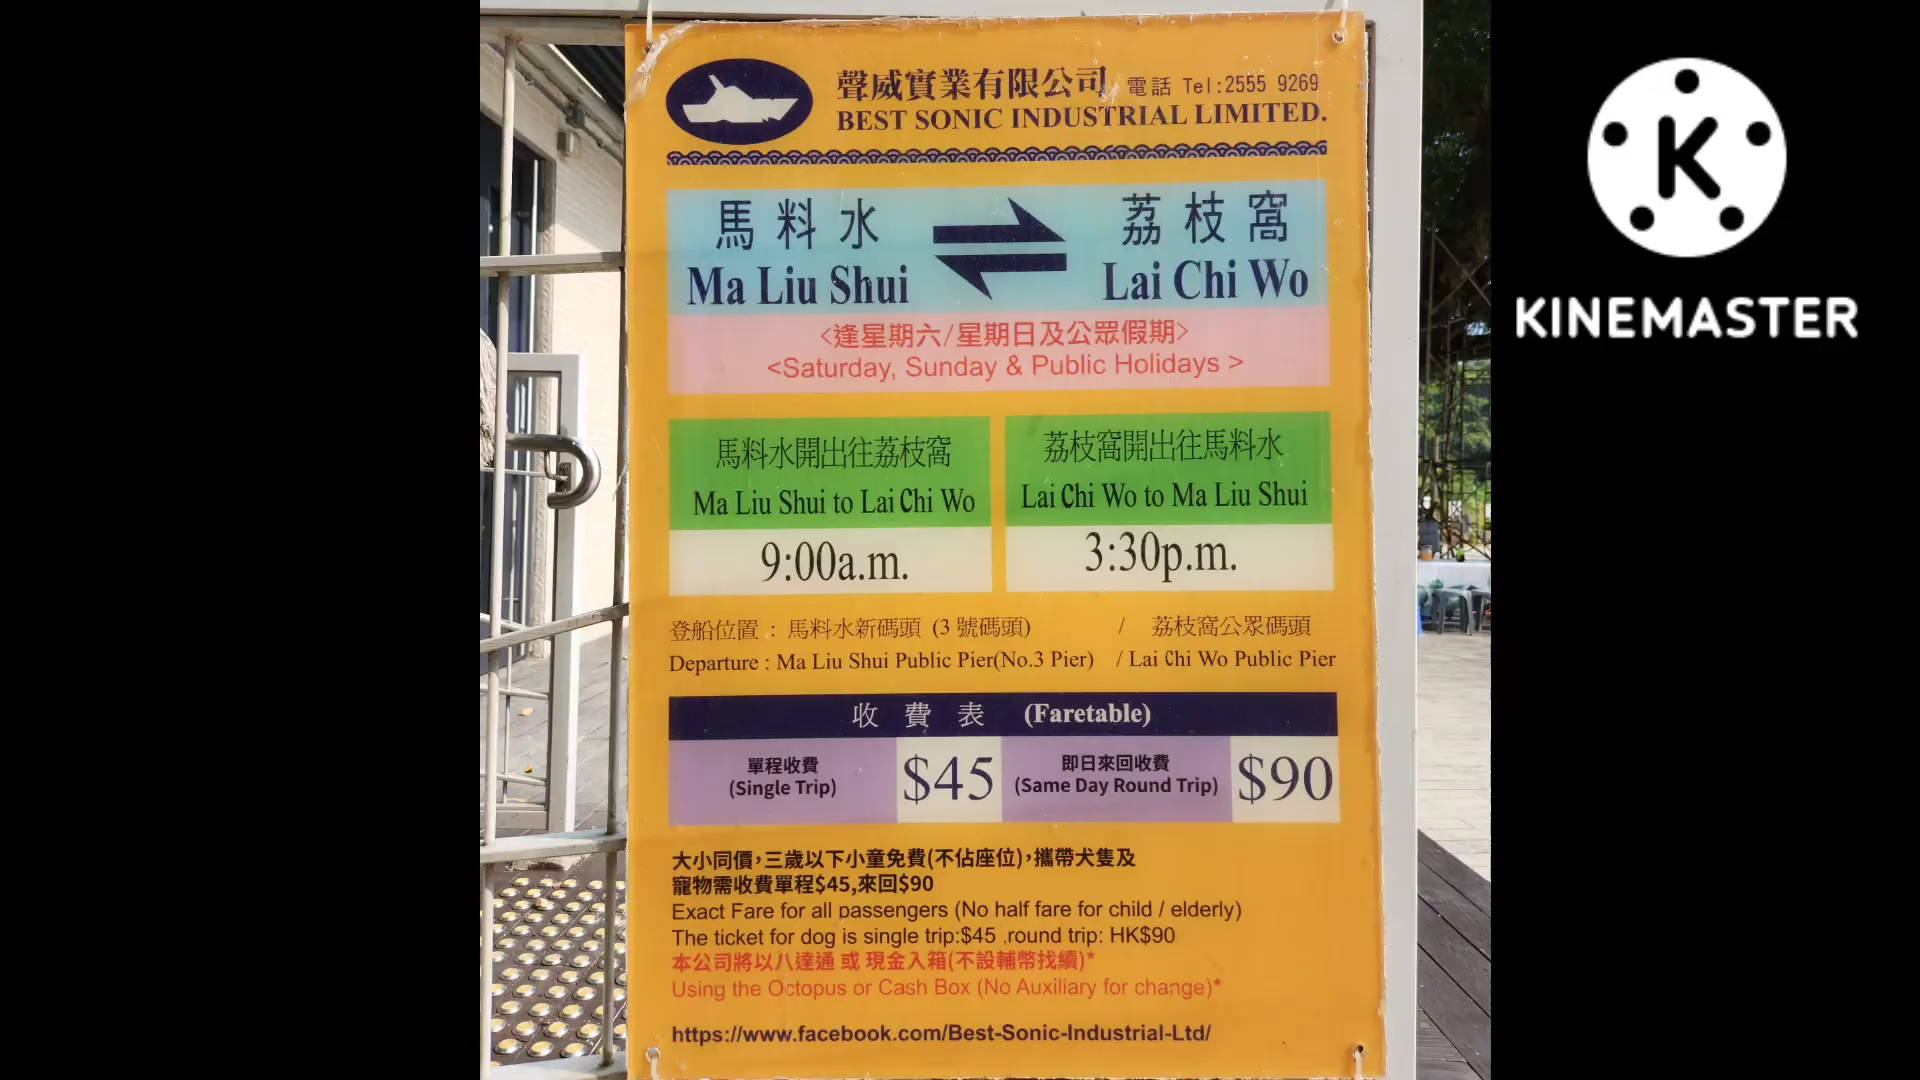 聲威實業有限公司 電話 Tel:2555 9269
BEST SONIC INDUSTRIAL LIMITED.
馬料水 荔枝窩
Ma Liu Shui Lai Chi Wo
<逢星期六/星期日及公眾假期>
<Saturday, Sunday & Public Holidays >
馬料水開出往荔枝窩
Ma Liu Shui to Lai Chi Wo
9:00a.m.
荔枝窩開出往馬料水
Lai Chi Wo to Ma Liu Shui
3:30p.m.
登船位置 : 馬料水新碼頭 (3 號碼頭) / 荔枝窩公眾碼頭
Departure : Ma Liu Shui Public Pier(No.3 Pier) / Lai Chi Wo Public Pier
收費表 (Faretable)
單程收費
(Single Trip)
$45
即日來回收費
(Same Day Round Trip)
$90
大小同價,三歲以下小童免費(不佔座位),攜帶犬隻及
寵物需收費單程$45,來回$90
Exact Fare for all passengers (No half fare for child / elderly)
The ticket for dog is single trip:$45 ,round trip: HK$90
本公司將以八達通 或 現金入箱(不設輔幣找續)*
Using the Octopus or Cash Box (No Auxiliary for change)*
https://www.facebook.com/Best-Sonic-Industrial-Ltd/
K
KINEMASTER